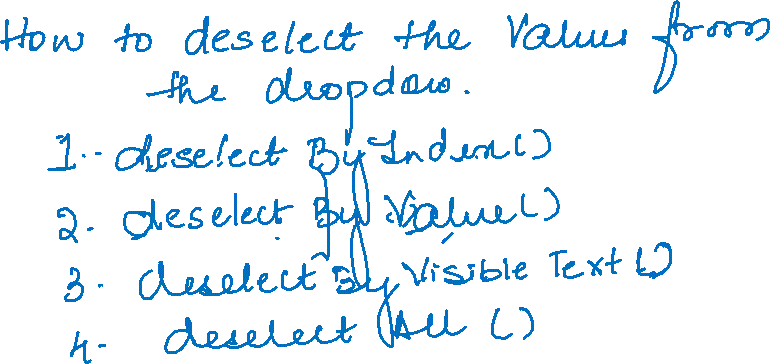 How to deselect the Values from
the dropdow.
1.. deselect By Index()
2. deselect By Value()
3. deselect By Visible Text()
4. deselect All ()